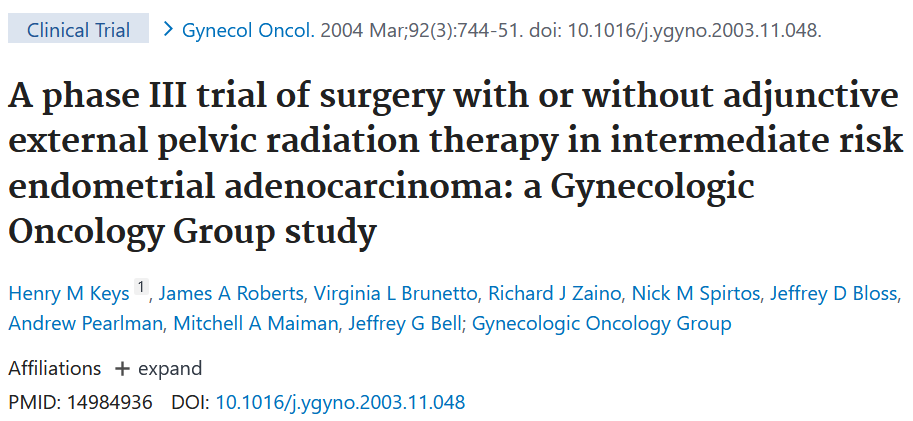 Clinical Trial > Gynecol Oncol. 2004 Mar;92(3):744-51. doi: 10.1016/j.ygyno.2003.11.048.
A phase III trial of surgery with or without adjunctive
external pelvic radiation therapy in intermediate risk
endometrial adenocarcinoma: a Gynecologic
Oncology Group study
Henry M Keys 1, James A Roberts, Virginia L Brunetto, Richard J Zaino, Nick M Spirtos, Jeffrey D Bloss,
Andrew Pearlman, Mitchell A Maiman, Jeffrey G Bell; Gynecologic Oncology Group
Affiliations + expand
PMID: 14984936 DOI: 10.1016/j.ygyno.2003.11.048